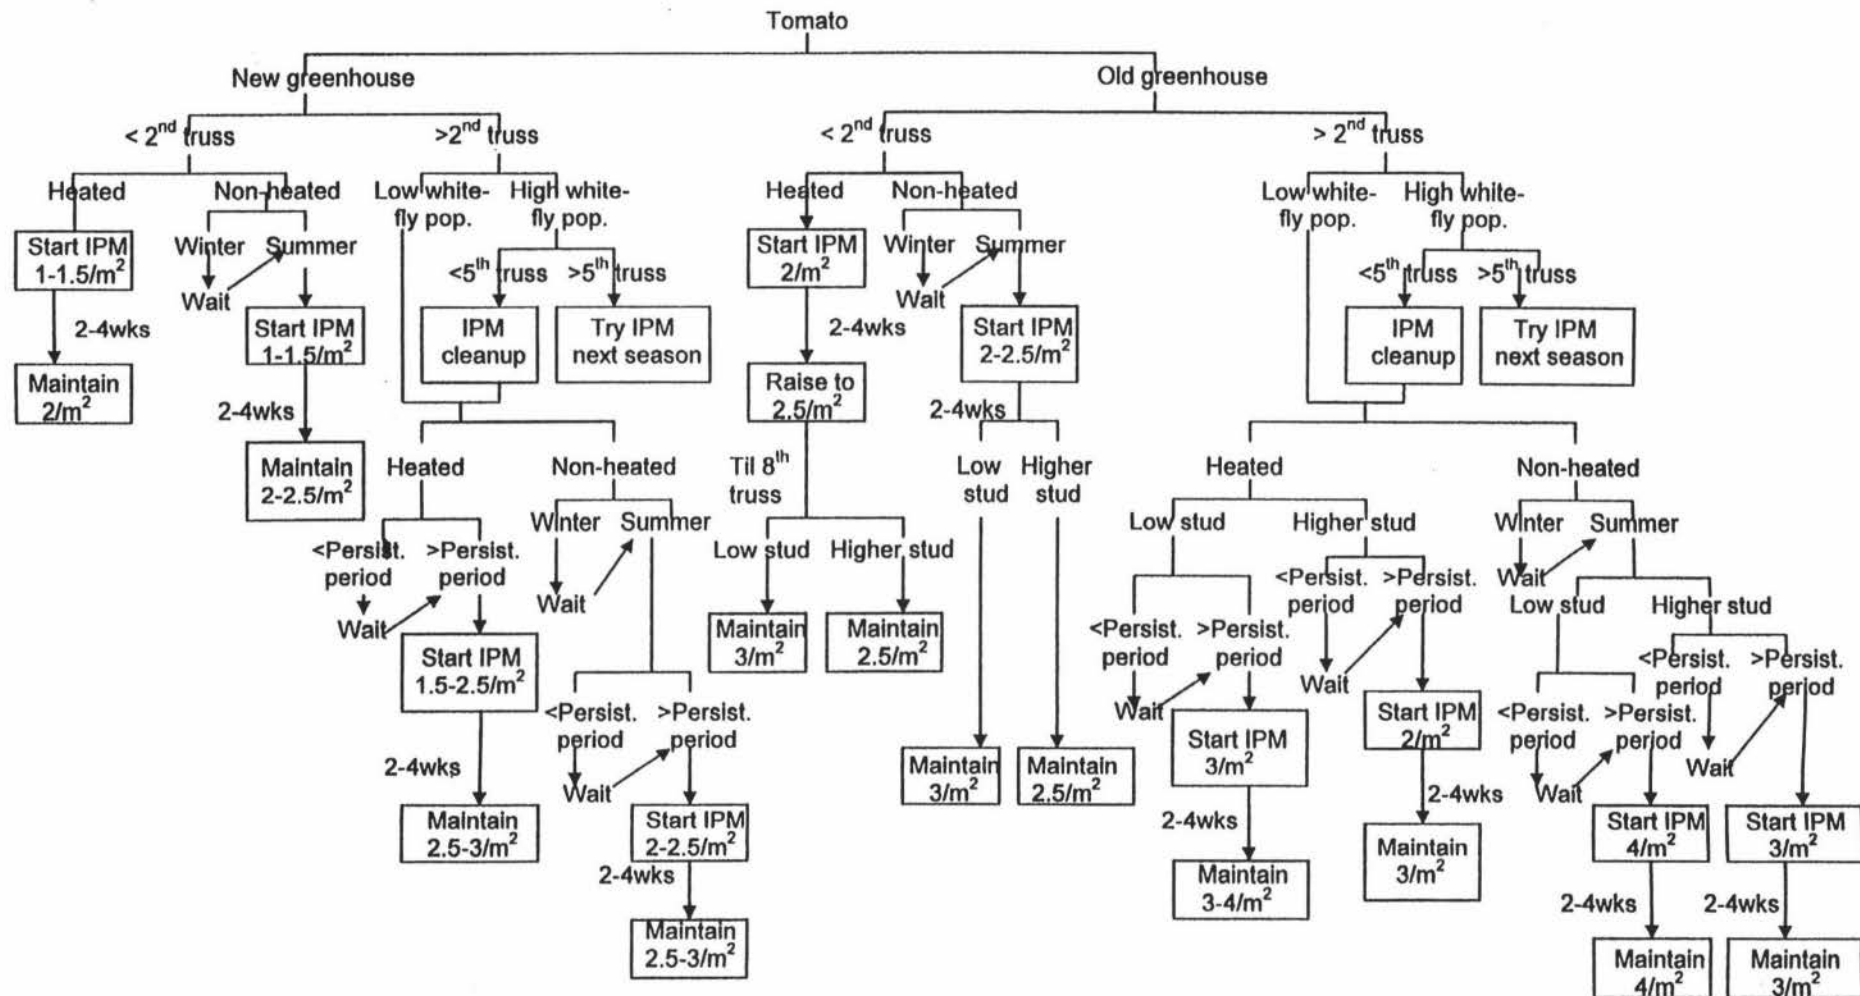 Tomato
New greenhouse
Old greenhouse
< 2nd truss
>2nd truss
< 2nd truss
> 2nd truss
Heated
Non-heated
Low white-
fly pop.
High white-
fly pop.
Heated
Non-heated
Low white-
fly pop.
High white-
fly pop.
Start IPM
1-1.5/m2
Winter
Summer
Wait
<5th truss
>5th truss
Start IPM
2/m2
Winter
Summer
Wait
<5th truss
>5th truss
2-4wks
Start IPM
1-1.5/m2
IPM
cleanup
Try IPM
next season
2-4wks
Start IPM
2-2.5/m2
IPM
cleanup
Try IPM
next season
Maintain
2/m2
2-4wks
Raise to
2.5/m2
2-4wks
Maintain
2-2.5/m2
Heated
Non-heated
Til 8th
truss
Low
stud
Higher
stud
Heated
Non-heated
<Persist.
period
>Persist.
period
Wait
Winter
Summer
Wait
Low stud
Higher stud
Low stud
Higher stud
Winter
Summer
Wait
Start IPM
1.5-2.5/m2
Maintain
3/m2
Maintain
2.5/m2
<Persist.
period
>Persist.
period
Wait
<Persist.
period
>Persist.
period
Wait
Low stud
Higher stud
<Persist.
period
>Persist.
period
Wait
<Persist.
period
>Persist.
period
Wait
<Persist.
period
>Persist.
period
Wait
2-4wks
Maintain
2.5-3/m2
Start IPM
2-2.5/m2
2-4wks
Maintain
2.5-3/m2
Maintain
3/m2
Maintain
2.5/m2
Start IPM
3/m2
2-4wks
Maintain
3-4/m2
Start IPM
2/m2
2-4wks
Maintain
3/m2
Start IPM
4/m2
Start IPM
3/m2
2-4wks
2-4wks
Maintain
4/m2
Maintain
3/m2